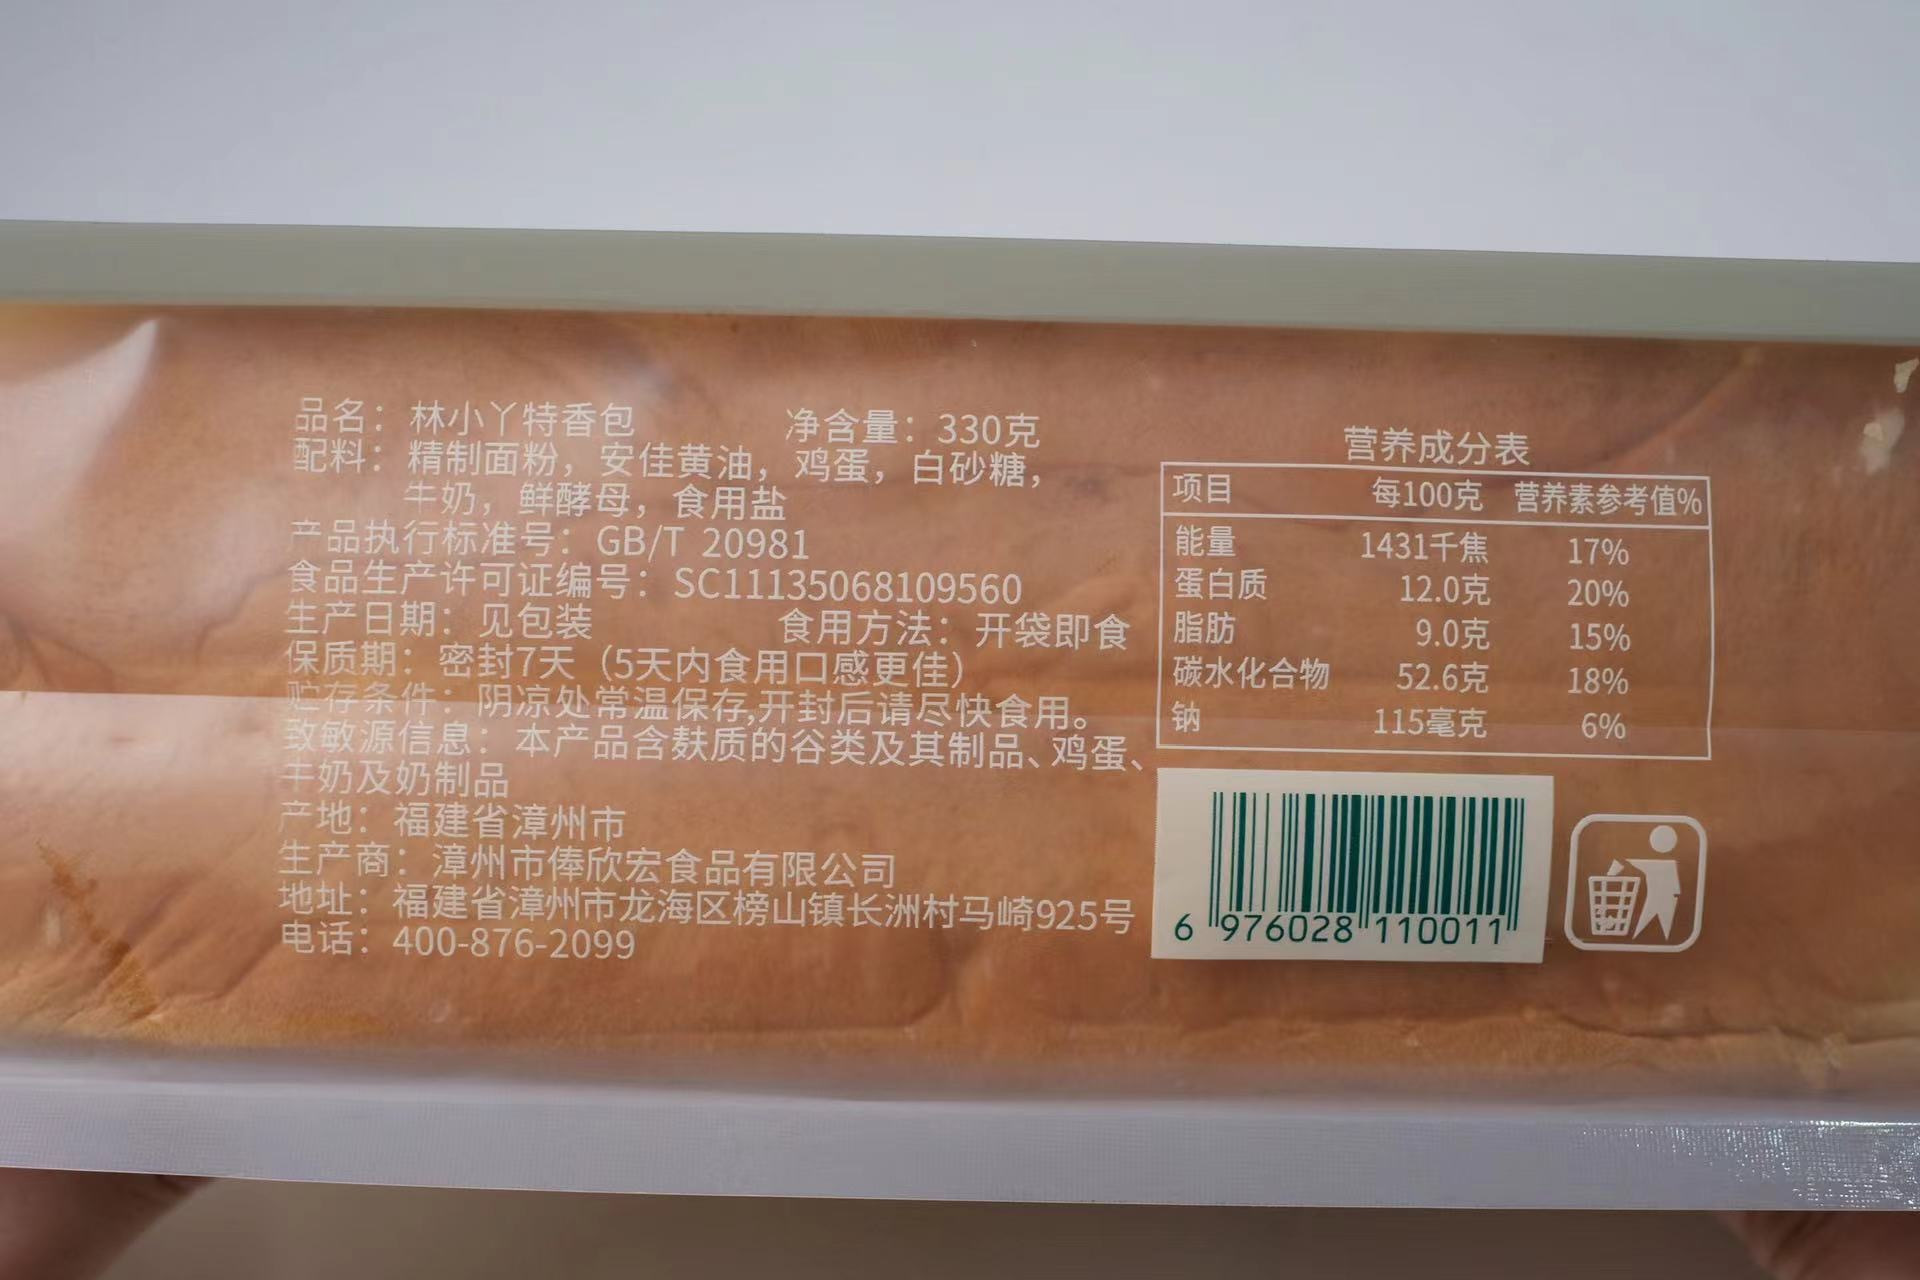 品名：林小丫特香包 净含量：330克
配料：精制面粉，安佳黄油，鸡蛋，白砂糖，
牛奶，鲜酵母，食用盐
产品执行标准号：GB/T 20981
食品生产许可证编号：SC11135068109560
生产日期：见包装 食用方法：开袋即食
保质期：密封7天（5天内食用口感更佳）
贮存条件：阴凉处常温保存,开封后请尽快食用。
致敏源信息：本产品含麸质的谷类及其制品、鸡蛋、
牛奶及奶制品
产地：福建省漳州市
生产商：漳州市俸欣宏食品有限公司
地址：福建省漳州市龙海区榜山镇长洲村马崎925号
电话：400-876-2099
营养成分表
项目 每100克 营养素参考值%
能量 1431千焦 17%
蛋白质 12.0克 20%
脂肪 9.0克 15%
碳水化合物 52.6克 18%
钠 115毫克 6%
6 976028 110011